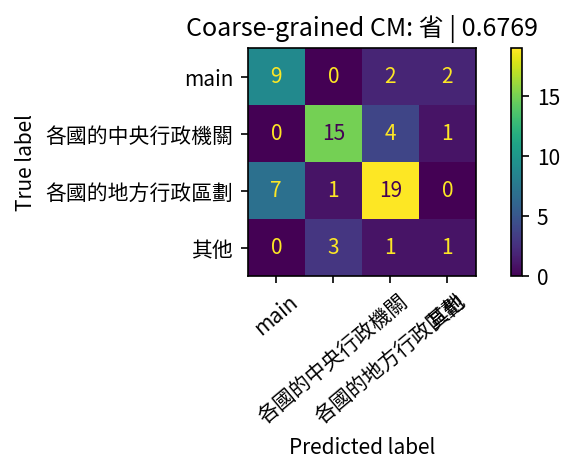 Coarse-grained CM: 省 | 0.6769
True label
main 9 0 2 2
各國的中央行政機關 0 15 4 1
各國的地方行政區劃 7 1 19 0
其他 0 3 1 1
main
各國的中央行政機關
各國的地方行政區劃
其他
Predicted label
15
10
5
0